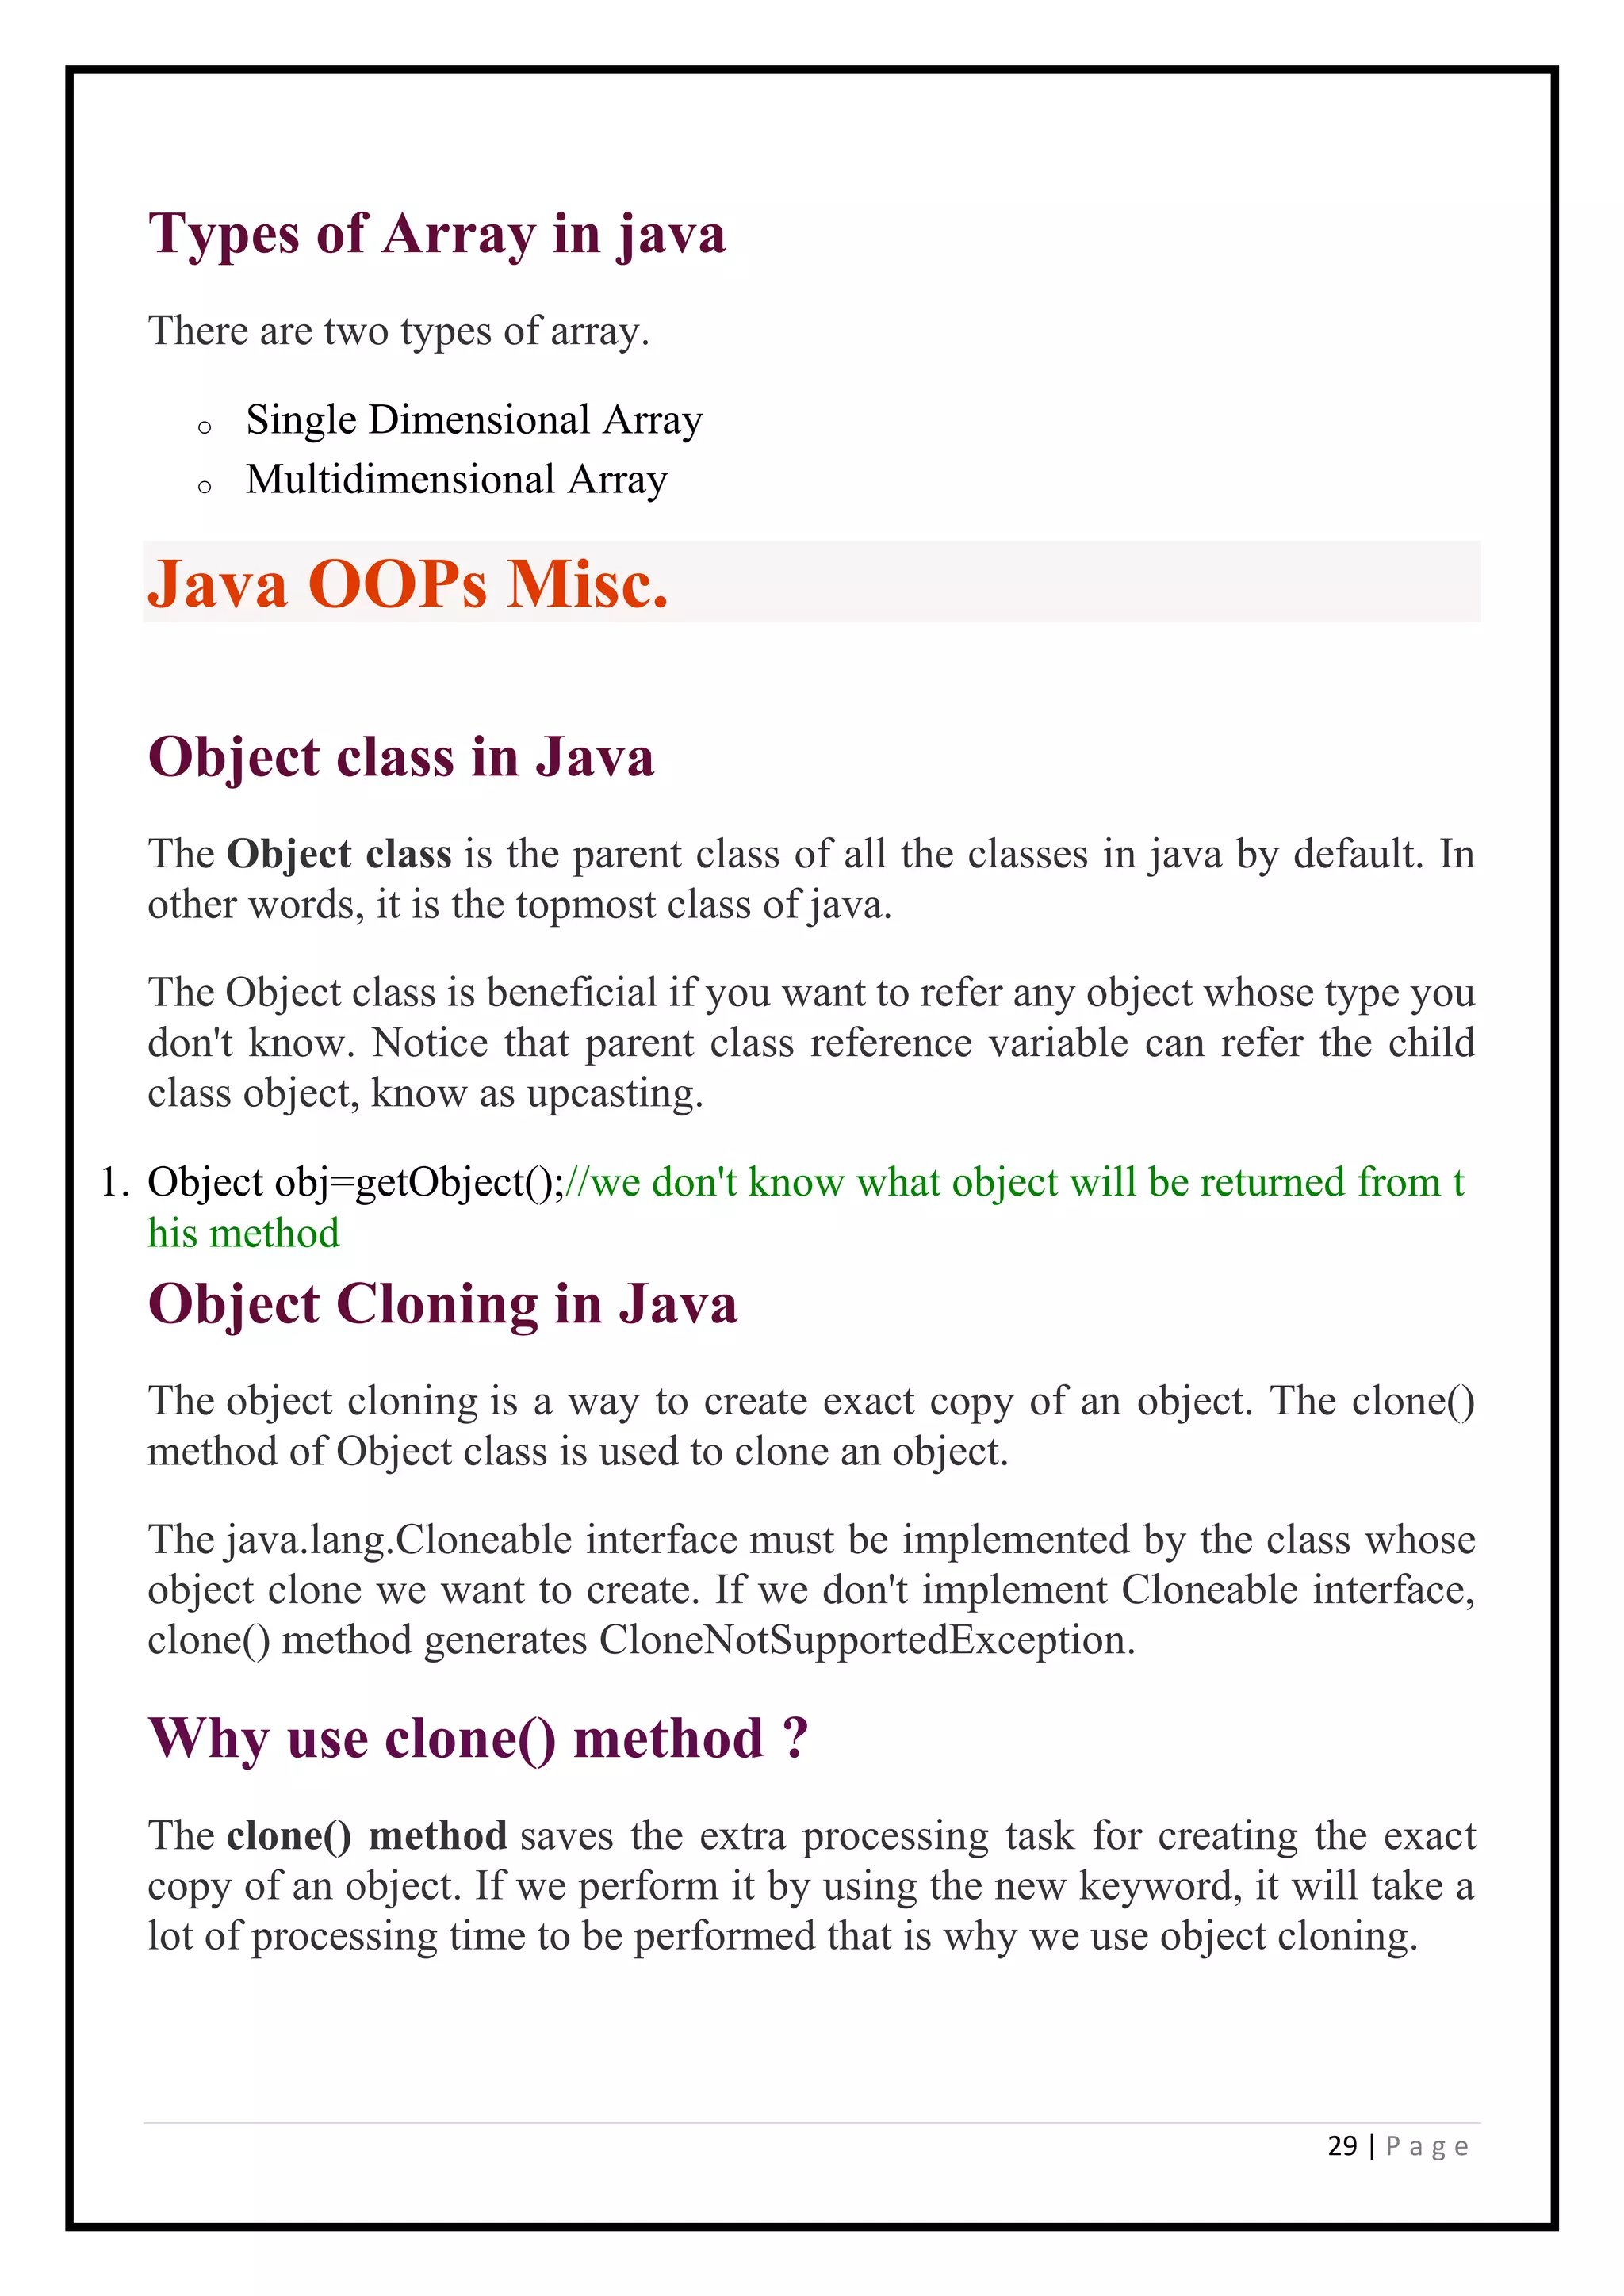 Types of Array in java
There are two types of array.
o Single Dimensional Array
o Multidimensional Array
Java OOPs Misc.
Object class in Java
The Object class is the parent class of all the classes in java by default. In
other words, it is the topmost class of java.
The Object class is beneficial if you want to refer any object whose type you
don't know. Notice that parent class reference variable can refer the child
class object, know as upcasting.
1. Object obj=getObject();//we don't know what object will be returned from t
his method
Object Cloning in Java
The object cloning is a way to create exact copy of an object. The clone()
method of Object class is used to clone an object.
The java.lang.Cloneable interface must be implemented by the class whose
object clone we want to create. If we don't implement Cloneable interface,
clone() method generates CloneNotSupportedException.
Why use clone() method ?
The clone() method saves the extra processing task for creating the exact
copy of an object. If we perform it by using the new keyword, it will take a
lot of processing time to be performed that is why we use object cloning.
29 | P a g e